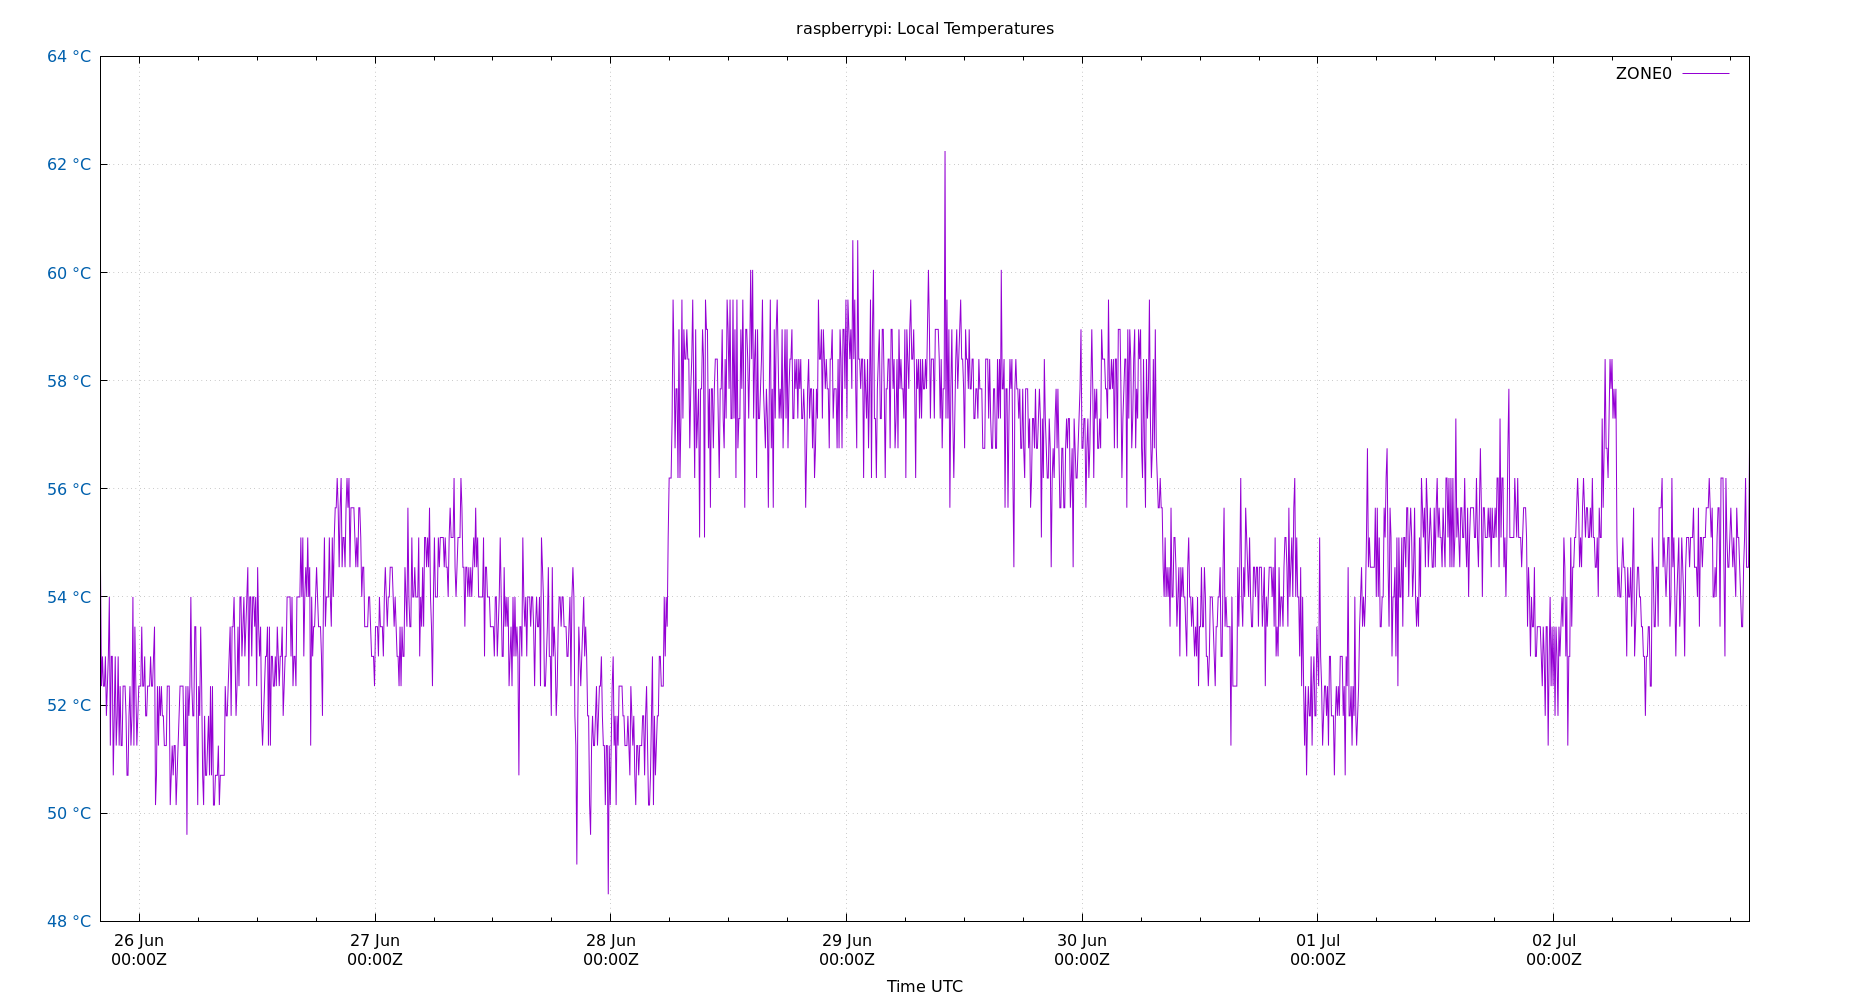 raspberrypi: Local Temperatures
64 °C
ZONE0
62 °C
60 °C
58 °C
56 °C
54 °C
52 °C
50 °C
48 °C
26 Jun 27 Jun 28 Jun 29 Jun 30 Jun 01 Jul 02 Jul
00:00Z 00:00Z 00:00Z 00:00Z 00:00Z 00:00Z 00:00Z
Time UTC